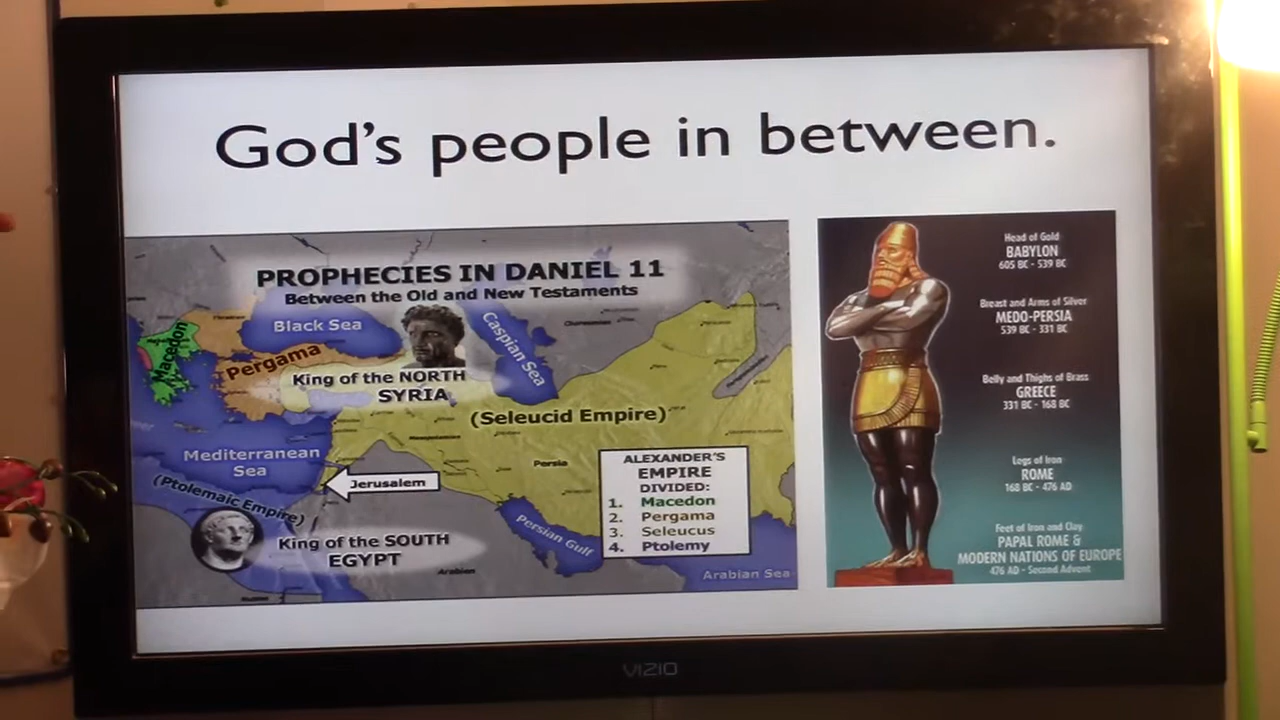 God's people in between.
PROPHECIES IN DANIEL 11
Between the Old and New Testaments
Black Sea
Caspian Sea
Macedon
Pergama
King of the NORTH
SYRIA
(Seleucid Empire)
Mediterranean
Sea
Jerusalem
Persia
(Ptolemaic Empire)
King of the SOUTH
EGYPT
Persian Gulf
Arabian Sea
ALEXANDER'S
EMPIRE
DIVIDED:
1. Macedon
2. Pergama
3. Seleucus
4. Ptolemy
Head of Gold
BABYLON
605 BC - 539 BC
Breast and Arms of Silver
MEDO-PERSIA
539 BC - 331 BC
Belly and Thighs of Brass
GREECE
331 BC - 168 BC
Legs of Iron
ROME
168 BC - 476 AD
Feet of Iron and Clay
PAPAL ROME &
MODERN NATIONS OF EUROPE
476 AD - Second Advent
VIZIO